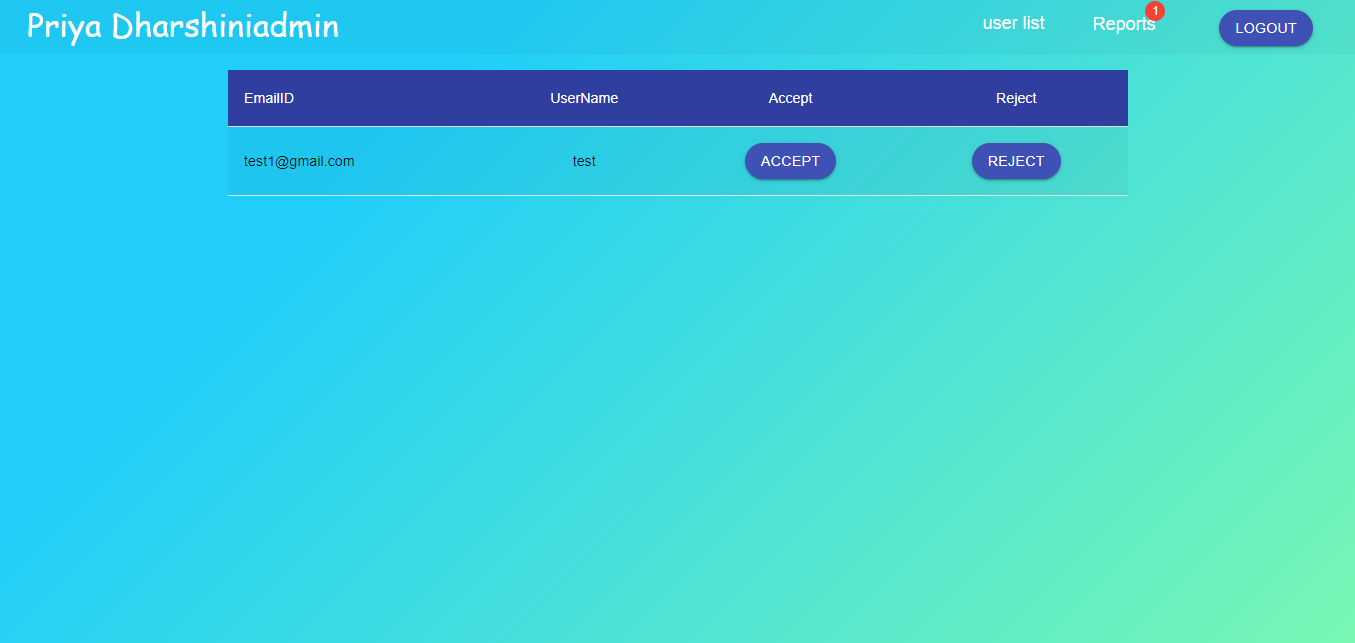 Priya Dharshiniadmin user list Reports 1 LOGOUT
EmailID UserName Accept Reject
test1@gmail.com test ACCEPT REJECT